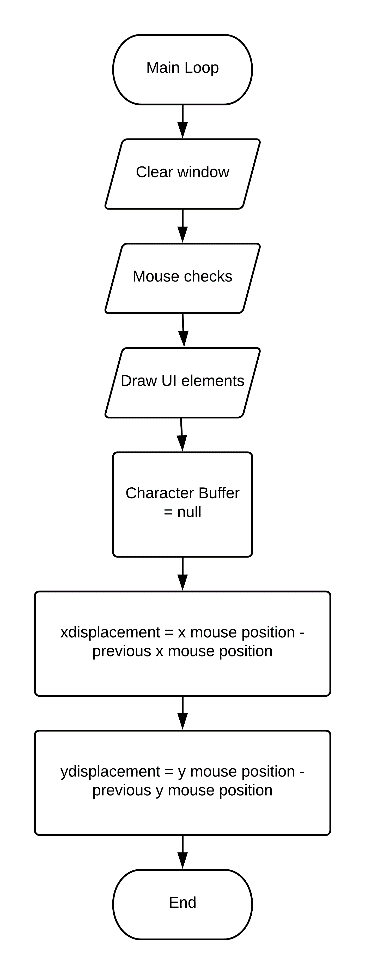 Main Loop
Clear window
Mouse checks
Draw UI elements
Character Buffer
= null
xdisplacement = x mouse position -
previous x mouse position
ydisplacement = y mouse position -
previous y mouse position
End